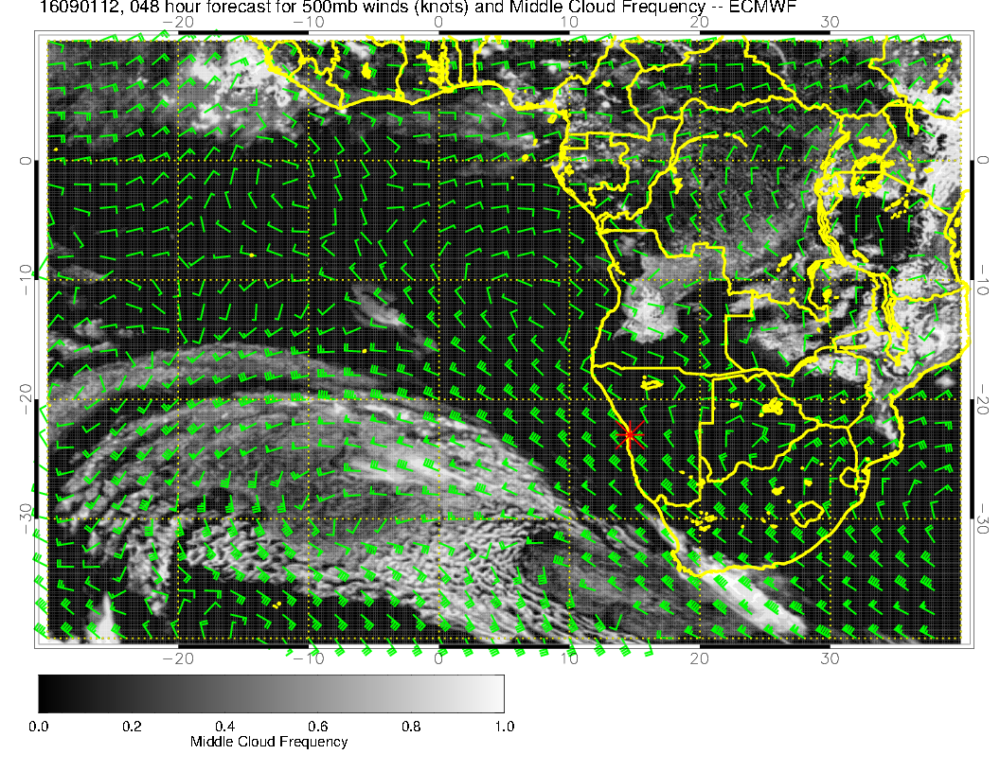 16090112, 048 hour forecast for 500mb winds (knots) and Middle Cloud Frequency -- ECMWF
−20 −10 0 10 20 30
0 0
−10 −10
−20 −20
−30 −30
−20 −10 0 10 20 30
0.0 0.2 0.4 0.6 0.8 1.0
Middle Cloud Frequency